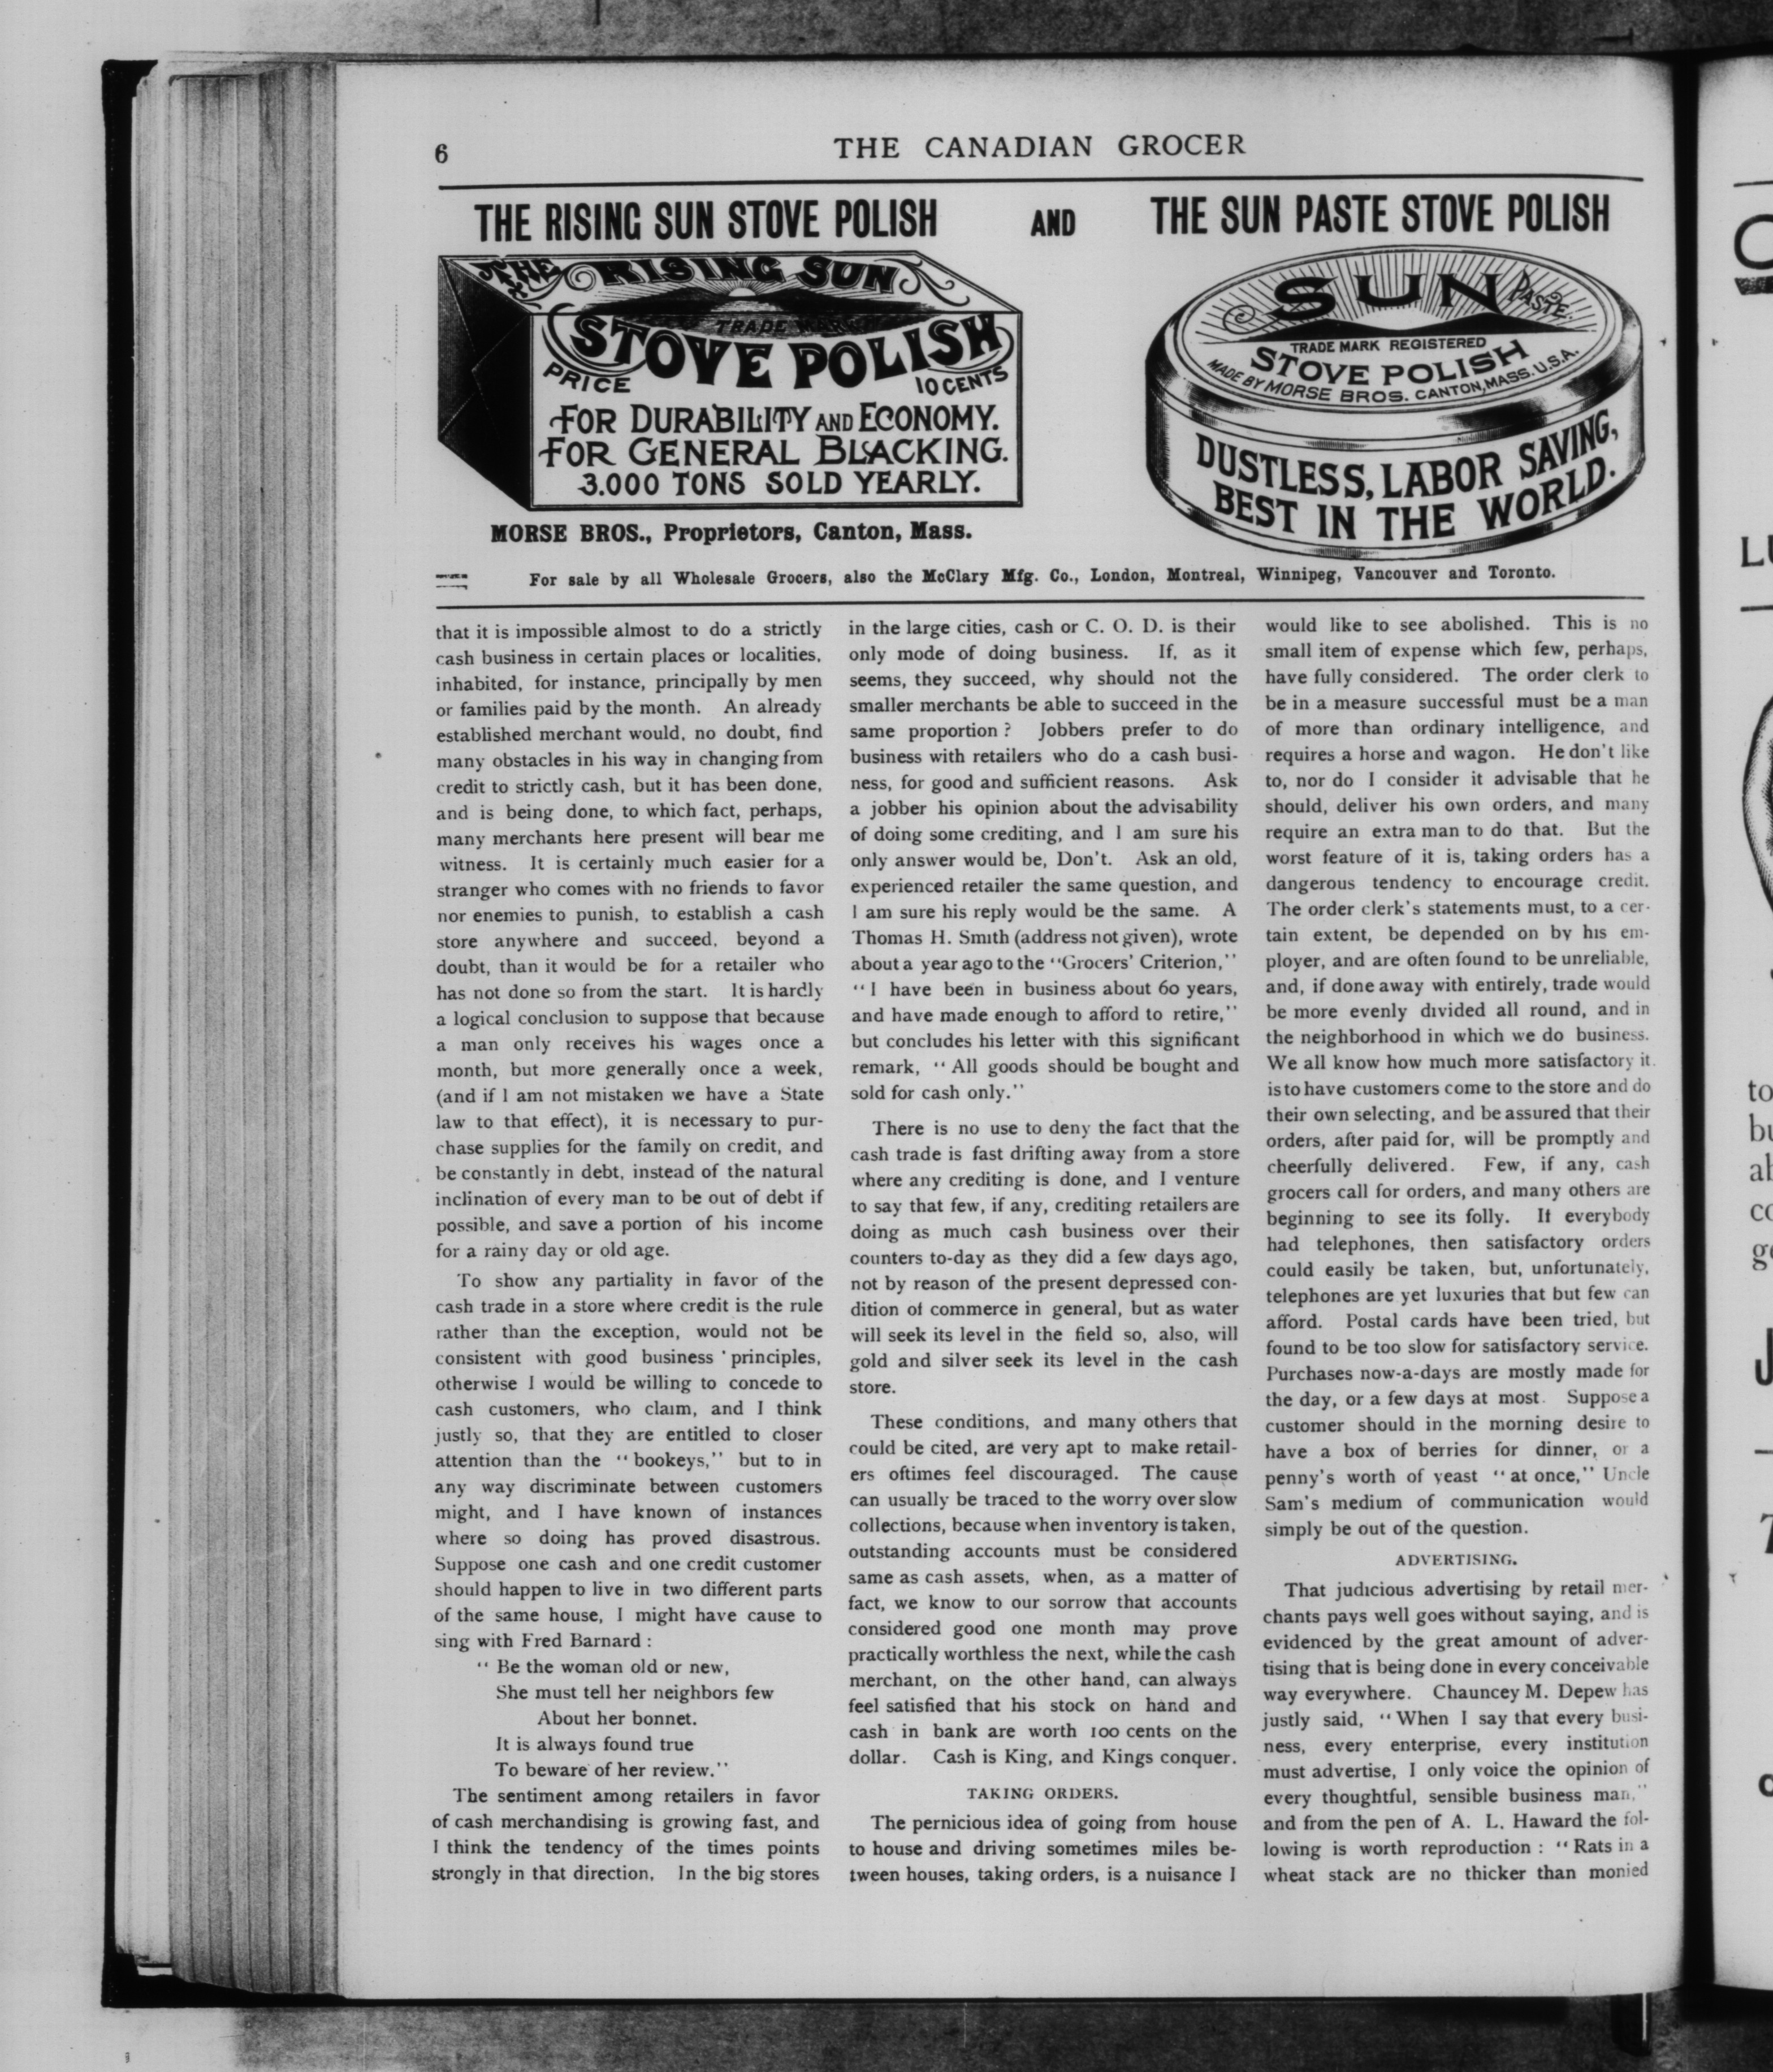 6
THE CANADIAN GROCER
THE RISING SUN STOVE POLISH AND THE SUN PASTE STOVE POLISH
THE RISING SUN
TRADE MARK
STOVE POLISH
PRICE 10 CENTS
FOR DURABILITY AND ECONOMY.
FOR GENERAL BLACKING.
3.000 TONS SOLD YEARLY.
MORSE BROS., Proprietors, Canton, Mass.
SUN PASTE.
TRADE MARK REGISTERED
STOVE POLISH
MADE BY MORSE BROS. CANTON, MASS. U.S.A.
DUSTLESS, LABOR SAVING,
BEST IN THE WORLD.
For sale by all Wholesale Grocers, also the McClary Mfg. Co., London, Montreal, Winnipeg, Vancouver and Toronto.
that it is impossible almost to do a strictly
cash business in certain places or localities,
inhabited, for instance, principally by men
or families paid by the month. An already
established merchant would, no doubt, find
many obstacles in his way in changing from
credit to strictly cash, but it has been done,
and is being done, to which fact, perhaps,
many merchants here present will bear me
witness. It is certainly much easier for a
stranger who comes with no friends to favor
nor enemies to punish, to establish a cash
store anywhere and succeed, beyond a
doubt, than it would be for a retailer who
has not done so from the start. It is hardly
a logical conclusion to suppose that because
a man only receives his wages once a
month, but more generally once a week,
(and if I am not mistaken we have a State
law to that effect), it is necessary to pur-
chase supplies for the family on credit, and
be constantly in debt, instead of the natural
inclination of every man to be out of debt if
possible, and save a portion of his income
for a rainy day or old age.
To show any partiality in favor of the
cash trade in a store where credit is the rule
rather than the exception, would not be
consistent with good business principles,
otherwise I would be willing to concede to
cash customers, who claim, and I think
justly so, that they are entitled to closer
attention than the "bookeys," but to in
any way discriminate between customers
might, and I have known of instances
where so doing has proved disastrous.
Suppose one cash and one credit customer
should happen to live in two different parts
of the same house, I might have cause to
sing with Fred Barnard :
"Be the woman old or new,
She must tell her neighbors few
About her bonnet.
It is always found true
To beware of her review."
The sentiment among retailers in favor
of cash merchandising is growing fast, and
I think the tendency of the times points
strongly in that direction. In the big stores
in the large cities, cash or C. O. D. is their
only mode of doing business. If, as it
seems, they succeed, why should not the
smaller merchants be able to succeed in the
same proportion ? Jobbers prefer to do
business with retailers who do a cash busi-
ness, for good and sufficient reasons. Ask
a jobber his opinion about the advisability
of doing some crediting, and I am sure his
only answer would be, Don't. Ask an old,
experienced retailer the same question, and
I am sure his reply would be the same. A
Thomas H. Smith (address not given), wrote
about a year ago to the "Grocers' Criterion,"
"I have been in business about 60 years,
and have made enough to afford to retire,"
but concludes his letter with this significant
remark, "All goods should be bought and
sold for cash only."
There is no use to deny the fact that the
cash trade is fast drifting away from a store
where any crediting is done, and I venture
to say that few, if any, crediting retailers are
doing as much cash business over their
counters to-day as they did a few days ago,
not by reason of the present depressed con-
dition of commerce in general, but as water
will seek its level in the field so, also, will
gold and silver seek its level in the cash
store.
These conditions, and many others that
could be cited, are very apt to make retail-
ers oftimes feel discouraged. The cause
can usually be traced to the worry over slow
collections, because when inventory is taken,
outstanding accounts must be considered
same as cash assets, when, as a matter of
fact, we know to our sorrow that accounts
considered good one month may prove
practically worthless the next, while the cash
merchant, on the other hand, can always
feel satisfied that his stock on hand and
cash in bank are worth 100 cents on the
dollar. Cash is King, and Kings conquer.
TAKING ORDERS.
The pernicious idea of going from house
to house and driving sometimes miles be-
tween houses, taking orders, is a nuisance I
would like to see abolished. This is no
small item of expense which few, perhaps,
have fully considered. The order clerk to
be in a measure successful must be a man
of more than ordinary intelligence, and
requires a horse and wagon. He don't like
to, nor do I consider it advisable that he
should, deliver his own orders, and many
require an extra man to do that. But the
worst feature of it is, taking orders has a
dangerous tendency to encourage credit.
The order clerk's statements must, to a cer-
tain extent, be depended on by his em-
ployer, and are often found to be unreliable,
and, if done away with entirely, trade would
be more evenly divided all round, and in
the neighborhood in which we do business.
We all know how much more satisfactory it
is to have customers come to the store and do
their own selecting, and be assured that their
orders, after paid for, will be promptly and
cheerfully delivered. Few, if any, cash
grocers call for orders, and many others are
beginning to see its folly. If everybody
had telephones, then satisfactory orders
could easily be taken, but, unfortunately,
telephones are yet luxuries that but few can
afford. Postal cards have been tried, but
found to be too slow for satisfactory service.
Purchases now-a-days are mostly made for
the day, or a few days at most. Suppose a
customer should in the morning desire to
have a box of berries for dinner, or a
penny's worth of yeast "at once," Uncle
Sam's medium of communication would
simply be out of the question.
ADVERTISING.
That judicious advertising by retail mer-
chants pays well goes without saying, and is
evidenced by the great amount of adver-
tising that is being done in every conceivable
way everywhere. Chauncey M. Depew has
justly said, "When I say that every busi-
ness, every enterprise, every institution
must advertise, I only voice the opinion of
every thoughtful, sensible business man,"
and from the pen of A. L. Haward the fol-
lowing is worth reproduction : "Rats in a
wheat stack are no thicker than monied